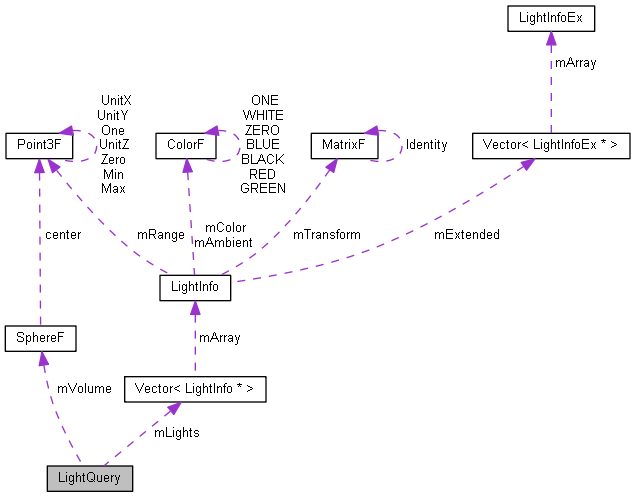 LightInfoEx
mArray
UnitX
UnitY
One
UnitZ
Zero
Min
Max
ONE
WHITE
ZERO
BLUE
BLACK
RED
GREEN
Point3F
ColorF
MatrixF
Identity
Vector< LightInfoEx * >
center
mRange
mColor
mAmbient
mTransform
mExtended
LightInfo
SphereF
mArray
mVolume
Vector< LightInfo * >
mLights
LightQuery